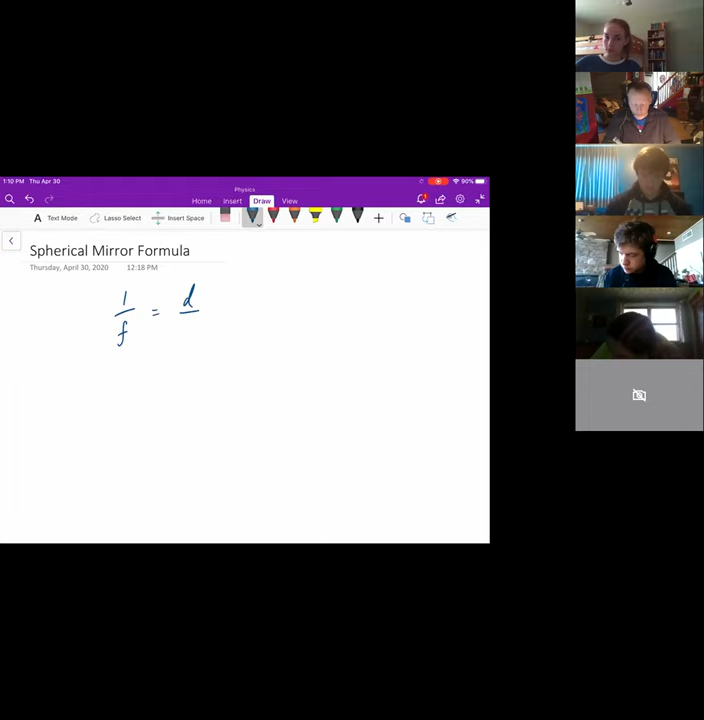 Physics
1:10 PM Thu Apr 30
90%
Home Insert Draw View
A Text Mode Lasso Select Insert Space
Spherical Mirror Formula
Thursday, April 30, 2020 12:18 PM
1/f = d/